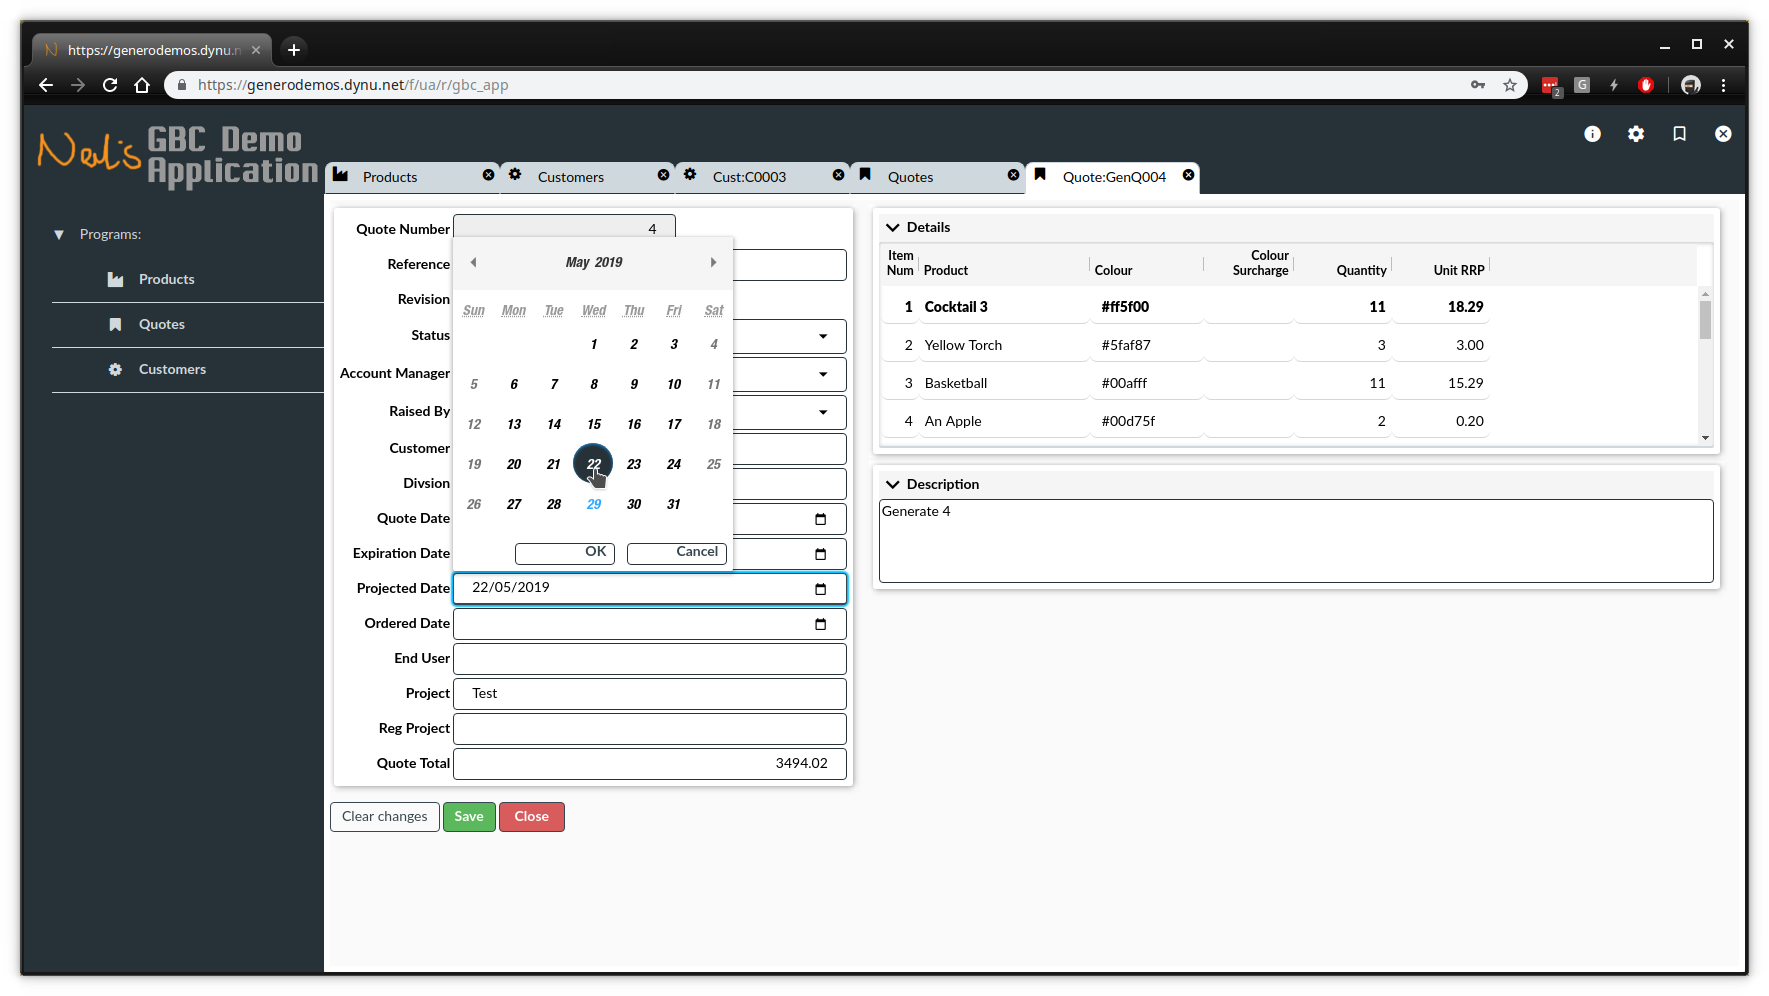 https://generodemos.dynu.n
https://generodemos.dynu.net/f/ua/r/gbc_app
2
G
Neil's GBC Demo Application
Products
Customers
Cust:C0003
Quotes
Quote:GenQ004
Programs:
Products
Quotes
Customers
Quote Number 4
Reference
Revision
Status
Account Manager
Raised By
Customer
Divsion
Quote Date
Expiration Date
Projected Date 22/05/2019
Ordered Date
End User
Project Test
Reg Project
Quote Total 3494.02
May 2019
Sun Mon Tue Wed Thu Fri Sat
1 2 3 4
5 6 7 8 9 10 11
12 13 14 15 16 17 18
19 20 21 22 23 24 25
26 27 28 29 30 31
OK Cancel
Clear changes Save Close
Details
Item Num Product Colour Colour Surcharge Quantity Unit RRP
1 Cocktail 3 #ff5f00 11 18.29
2 Yellow Torch #5faf87 3 3.00
3 Basketball #00afff 11 15.29
4 An Apple #00d75f 2 0.20
Description
Generate 4